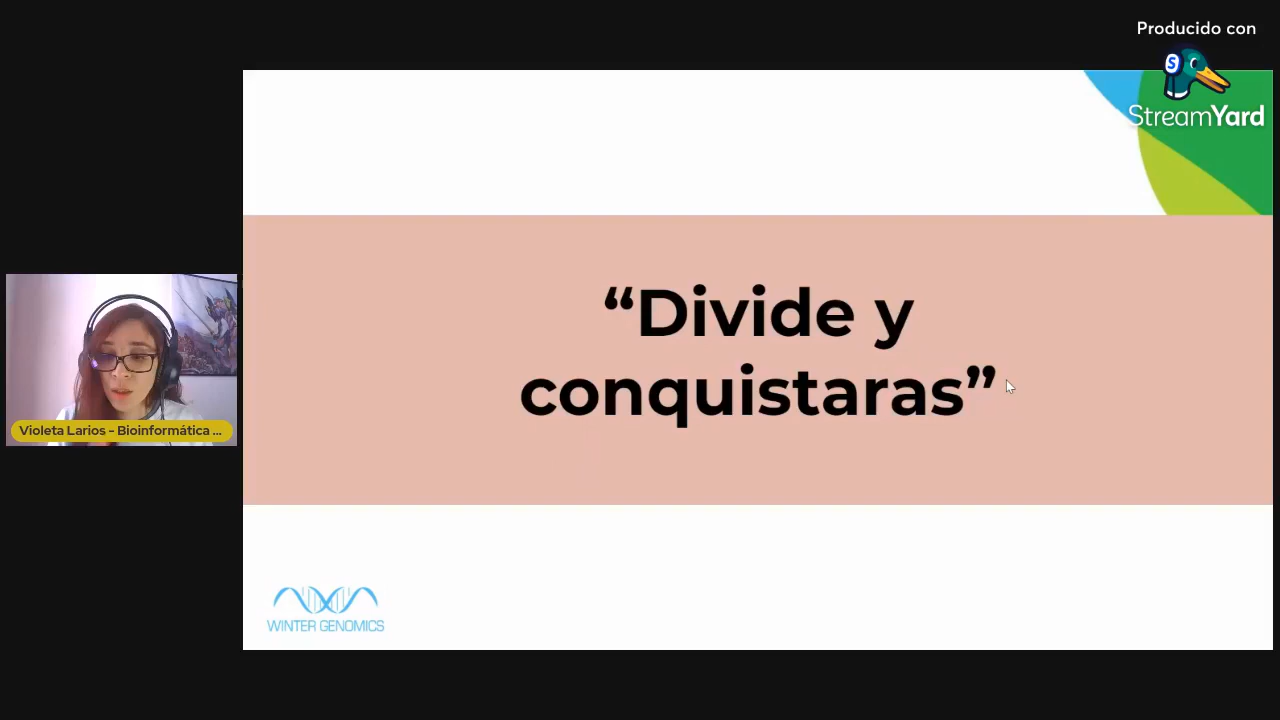 Producido con
StreamYard
“Divide y
conquistaras”
Violeta Larios - Bioinformática ...
WINTER GENOMICS